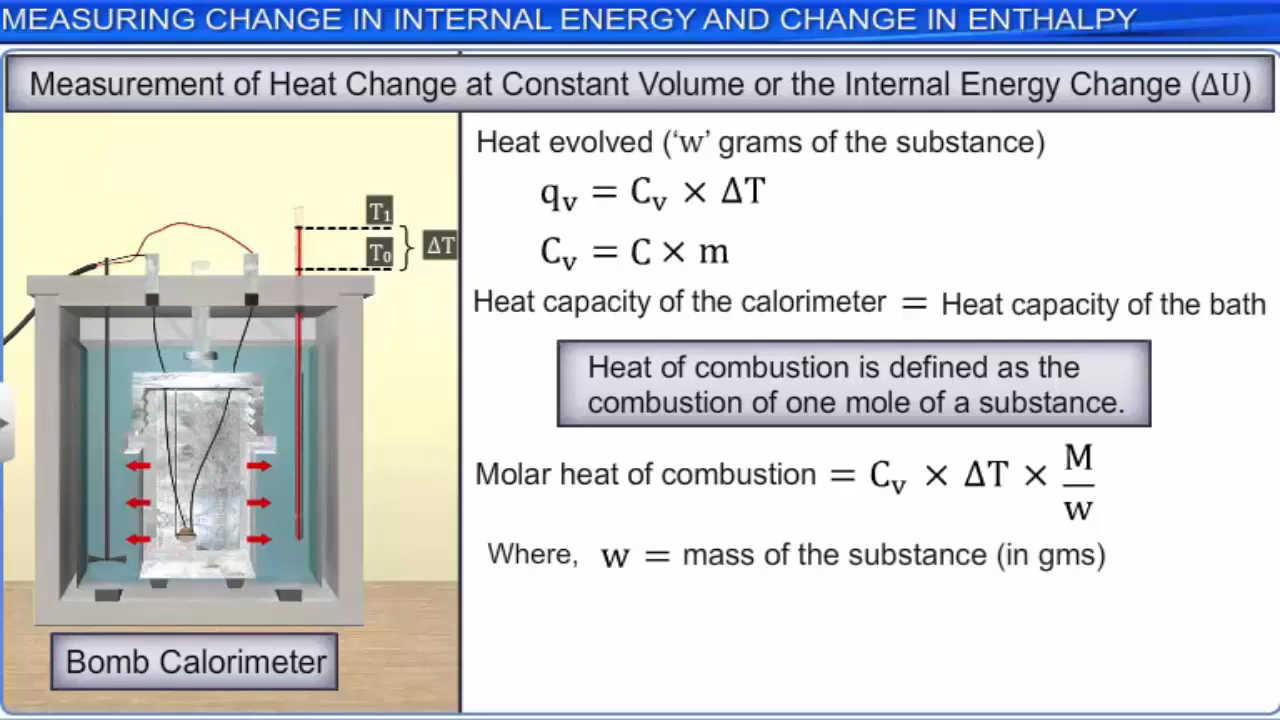 MEASURING CHANGE IN INTERNAL ENERGY AND CHANGE IN ENTHALPY
Measurement of Heat Change at Constant Volume or the Internal Energy Change (ΔU)
T₁
T₀
ΔT
Bomb Calorimeter
Heat evolved (‘w’ grams of the substance)
qᵥ = Cᵥ × ΔT
Cᵥ = C × m
Heat capacity of the calorimeter = Heat capacity of the bath
Heat of combustion is defined as the
combustion of one mole of a substance.
Molar heat of combustion = Cᵥ × ΔT × M/w
Where, w = mass of the substance (in gms)